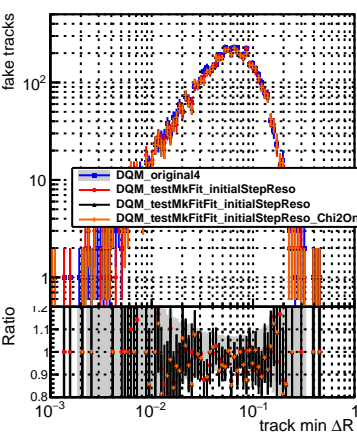 fake tracks
10²
10
1
DQM_original4
DQM_testMkFit_initialStepReso
DQM_testMkFitFit_initialStepReso
DQM_testMkFitFit_initialStepReso_Chi2On
Ratio
1.2
1.1
1
0.9
0.8
10⁻³ 10⁻² 10⁻¹ 1
track min ΔR